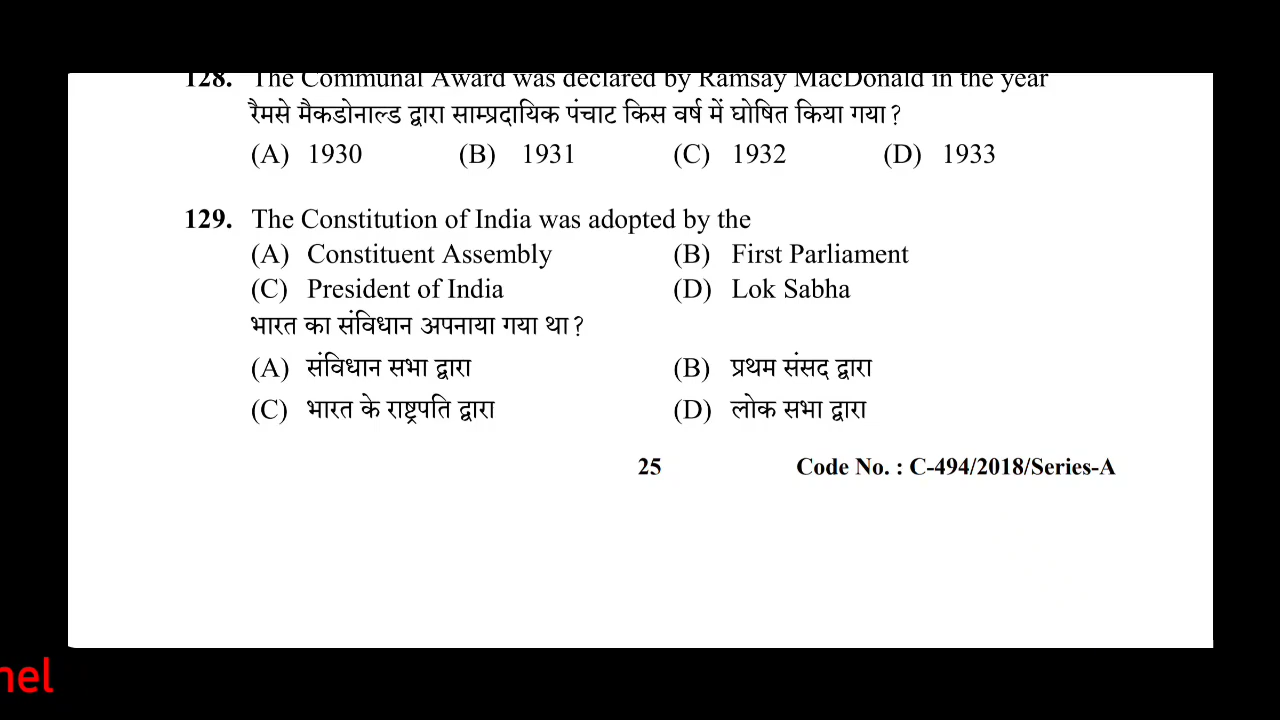 128. The Communal Award was declared by Ramsay MacDonald in the year
रैमसे मैकडोनाल्ड द्वारा साम्प्रदायिक पंचाट किस वर्ष में घोषित किया गया?
(A) 1930 (B) 1931 (C) 1932 (D) 1933
129. The Constitution of India was adopted by the
(A) Constituent Assembly (B) First Parliament
(C) President of India (D) Lok Sabha
भारत का संविधान अपनाया गया था?
(A) संविधान सभा द्वारा (B) प्रथम संसद द्वारा
(C) भारत के राष्ट्रपति द्वारा (D) लोक सभा द्वारा
25 Code No. : C-494/2018/Series-A